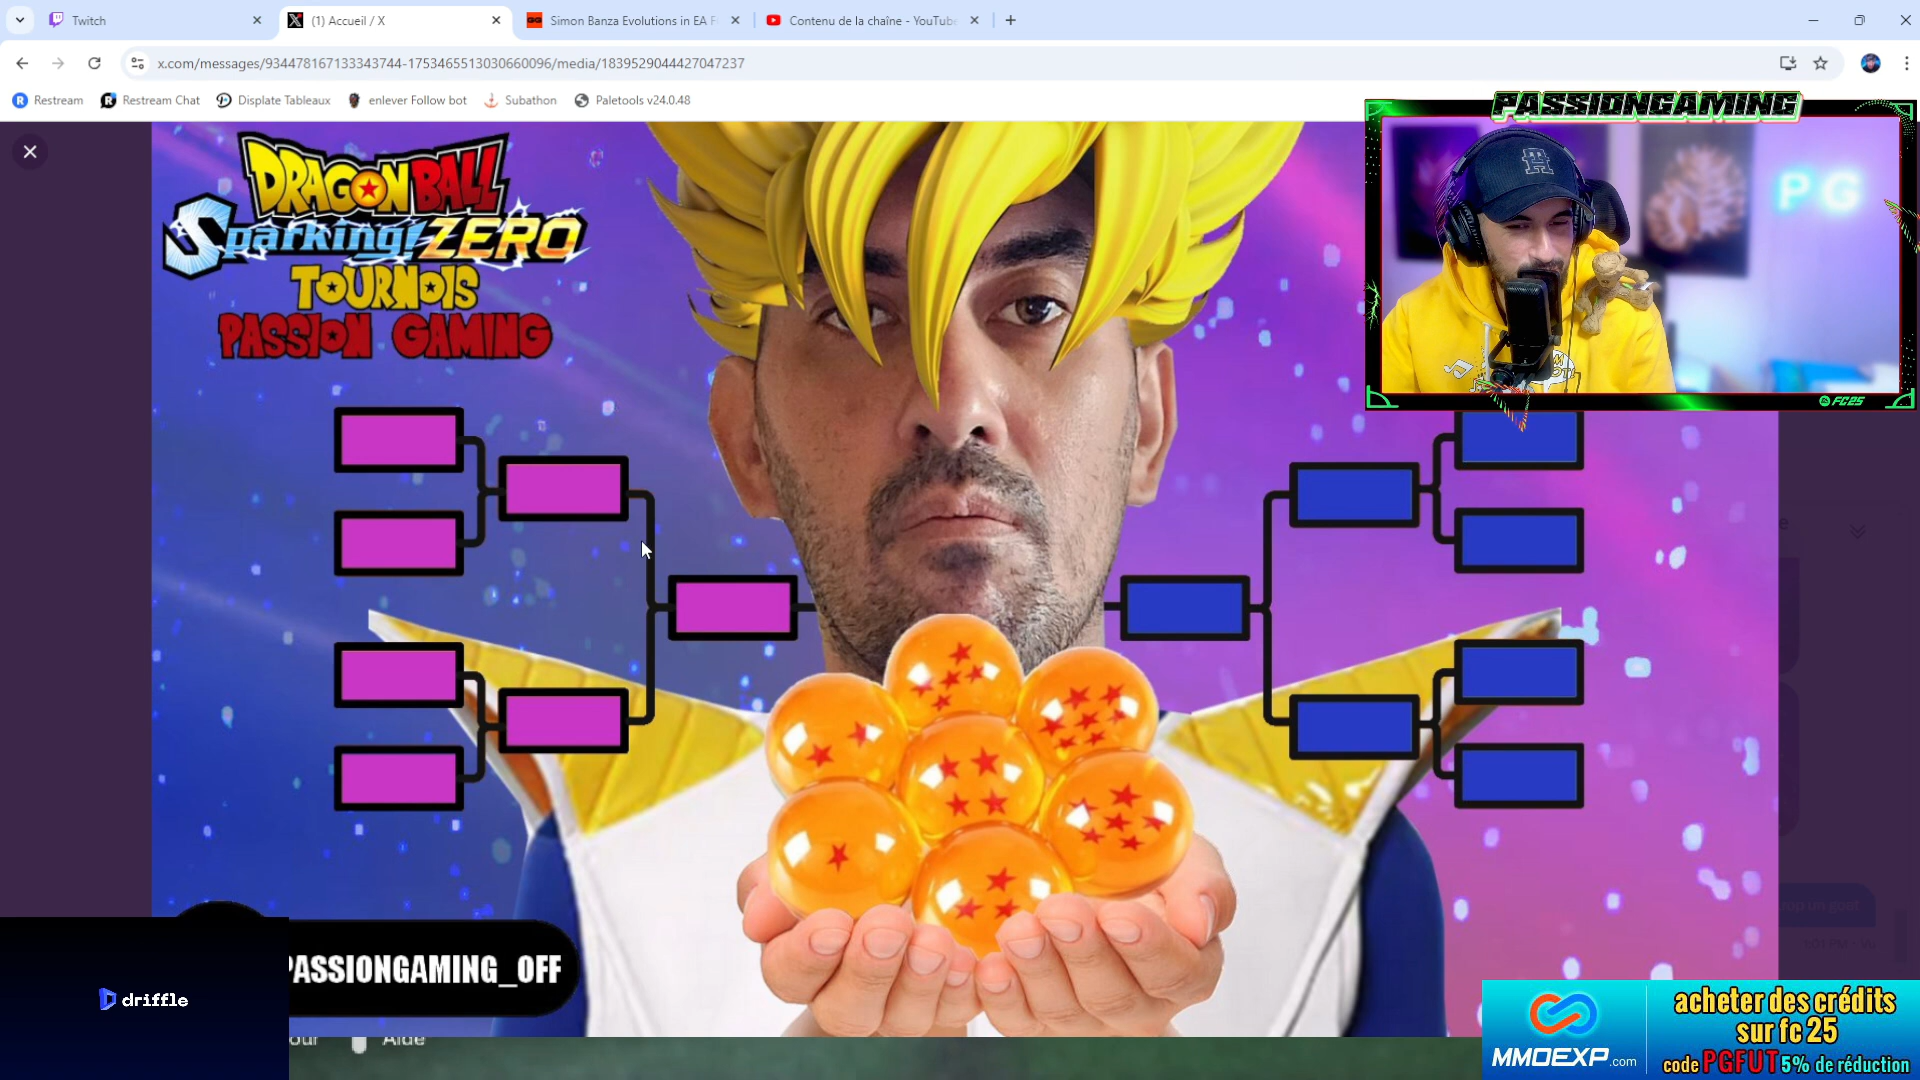 Twitch
(1) Accueil / X
Simon Banza Evolutions in EA F
Contenu de la chaîne - YouTube
x.com/messages/934478167133343744-1753465513030660096/media/1839529044427047237
Restream
Restream Chat
Displate Tableaux
enlever Follow bot
Subathon
Paletools v24.0.48
PASSIONGAMING
PG
FC25
DRAGON BALL
Sparking! ZERO
TOURNOIS
PASSION GAMING
PASSIONGAMING_OFF
driffle
Aide
MMOEXP.com
acheter des crédits
sur fc 25
code PGFUT 5% de réduction